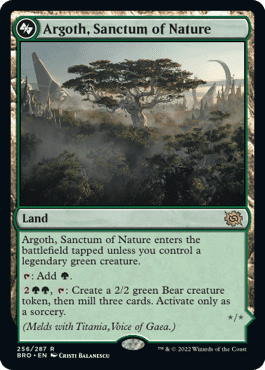 Argoth, Sanctum of Nature
Land
Argoth, Sanctum of Nature enters the
battlefield tapped unless you control a
legendary green creature.
: Add .
2, : Create a 2/2 green Bear creature
token, then mill three cards. Activate only as
a sorcery.
*/*
(Melds with Titania, Voice of Gaea.)
256/287 R
BRO • EN CRISTI BALANESCU
™ & © 2022 Wizards of the Coast